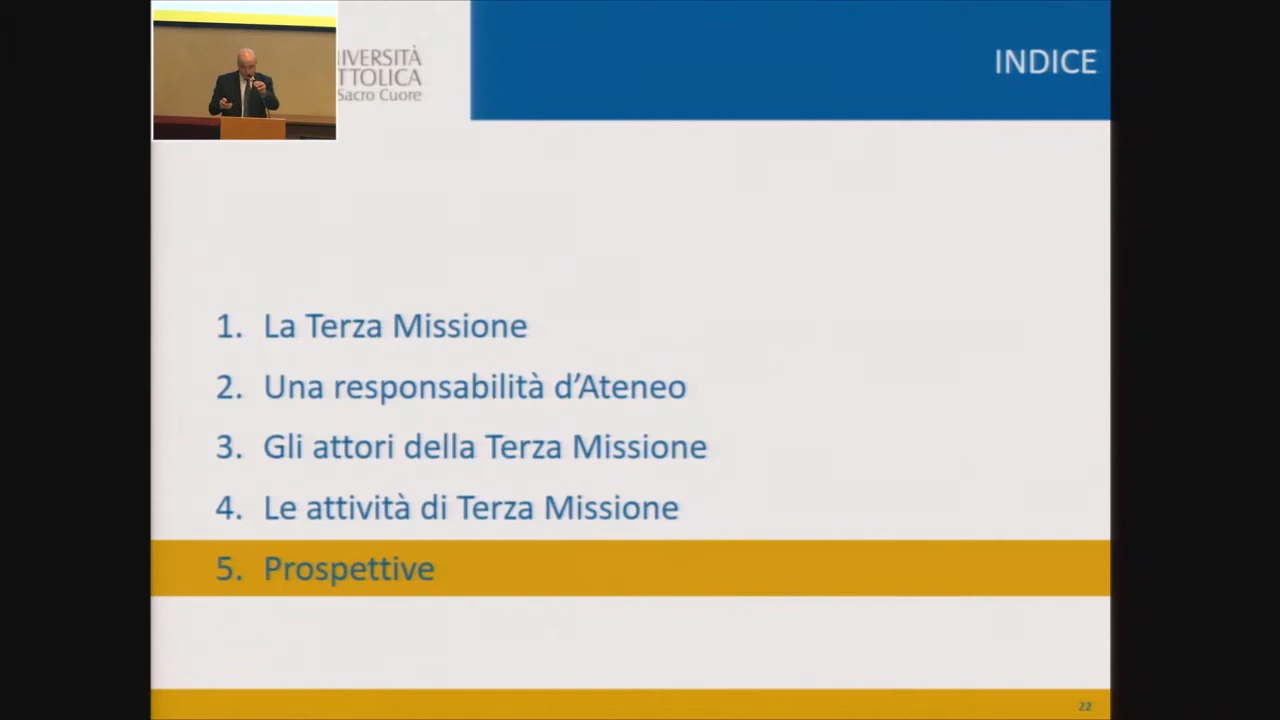 IVERSITÀ
TTOLICA
Sacro Cuore
INDICE
1. La Terza Missione
2. Una responsabilità d'Ateneo
3. Gli attori della Terza Missione
4. Le attività di Terza Missione
5. Prospettive
22